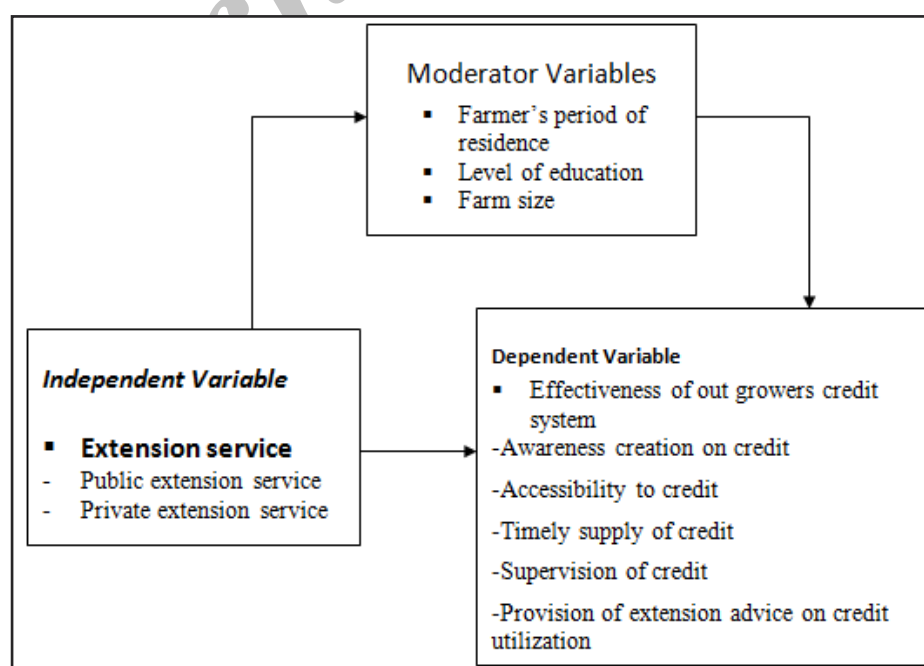 Moderator Variables
▪ Farmer's period of
residence
▪ Level of education
▪ Farm size
Independent Variable
▪ Extension service
- Public extension service
- Private extension service
Dependent Variable
▪ Effectiveness of out growers credit
system
-Awareness creation on credit
-Accessibility to credit
-Timely supply of credit
-Supervision of credit
-Provision of extension advice on credit
utilization